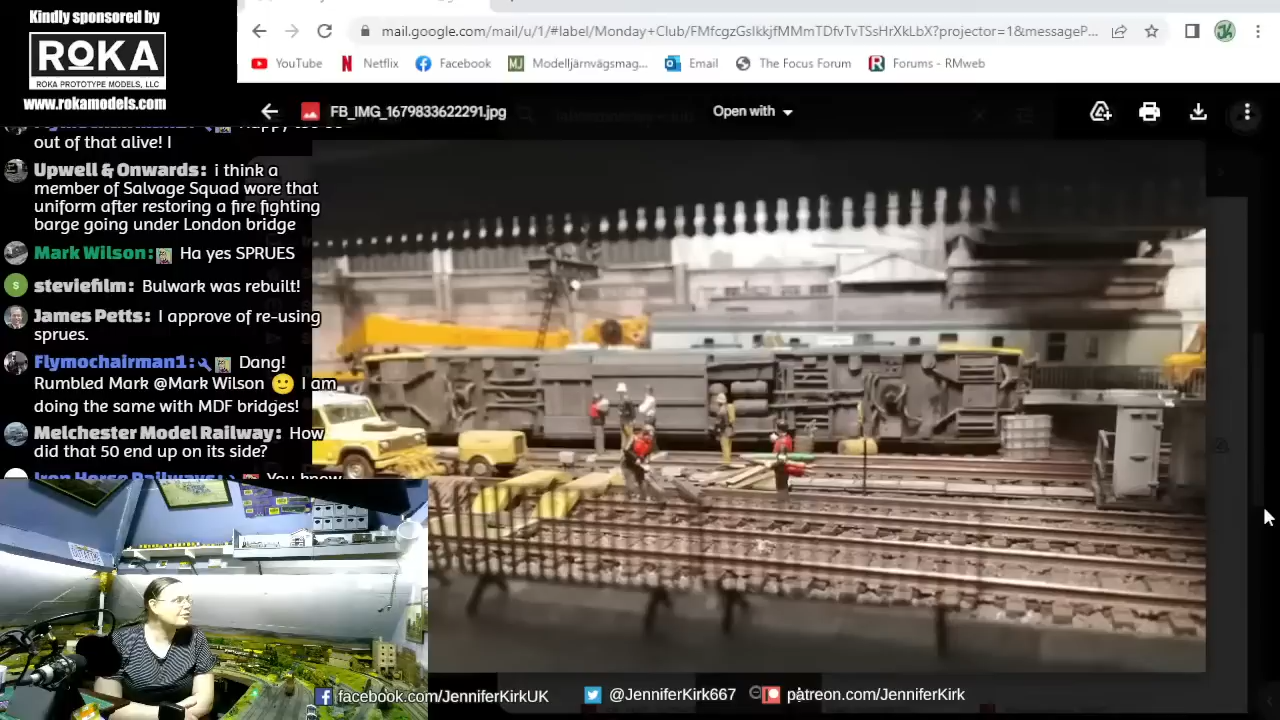 Kindly sponsored by
ROKA
ROKA PROTOTYPE MODELS, LLC
www.rokamodels.com
mail.google.com/mail/u/1/#label/Monday+Club/FMfcgzGslkkjfMMmTDfvTvTSsHrXkLbX?projector=1&messageP...
YouTube
Netflix
Facebook
Modelljärnvägsmag...
Email
The Focus Forum
Forums - RMweb
FB_IMG_1679833622291.jpg
Open with
out of that alive! I
Upwell & Onwards: i think a
member of Salvage Squad wore that
uniform after restoring a fire fighting
barge going under London bridge
Mark Wilson: Ha yes SPRUES
S steviefilm: Bulwark was rebuilt!
James Petts: I approve of re-using
sprues.
Flymochairman1: Dang!
Rumbled Mark @Mark Wilson 🙂 I am
doing the same with MDF bridges!
Melchester Model Railway: How
did that 50 end up on its side?
Iron Horse Railways: You know
facebook.com/JenniferKirkUK
@JenniferKirk667
patreon.com/JenniferKirk